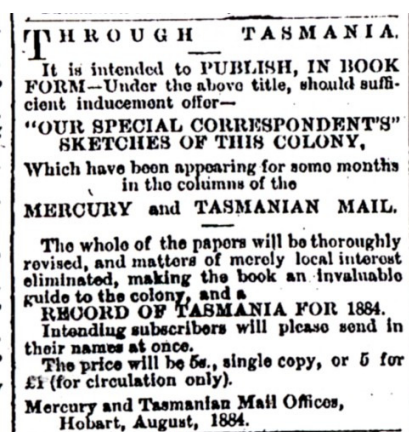 THROUGH TASMANIA.
It is intended to PUBLISH, IN BOOK
FORM—Under the above title, should suffi-
cient inducement offer—
"OUR SPECIAL CORRESPONDENT'S"
SKETCHES OF THIS COLONY,
Which have been appearing for some months
in the columns of the
MERCURY and TASMANIAN MAIL.
The whole of the papers will be thoroughly
revised, and matters of merely local interest
eliminated, making the book an invaluable
guide to the colony, and a
RECORD OF TASMANIA FOR 1884.
Intending subscribers will please send in
their names at once.
The price will be 5s., single copy, or 5 for
£1 (for circulation only).
Mercury and Tasmanian Mail Offices,
Hobart, August, 1884.